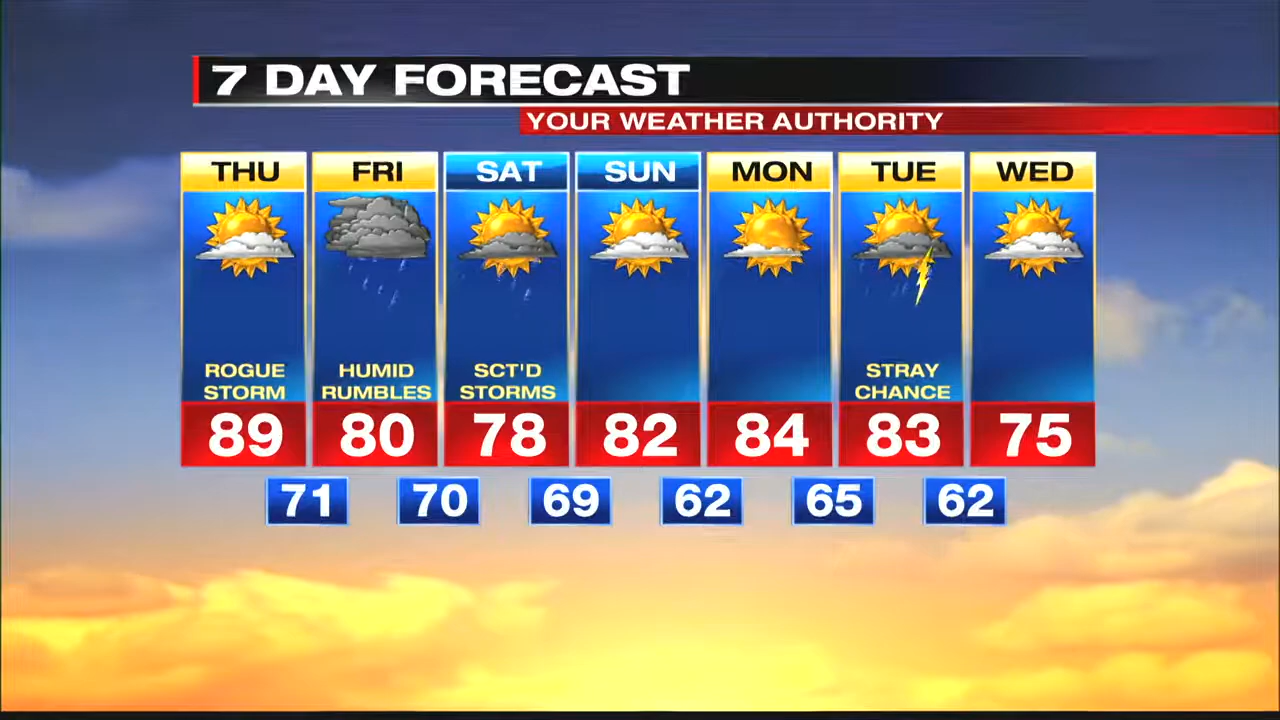 7 DAY FORECAST
YOUR WEATHER AUTHORITY
THU FRI SAT SUN MON TUE WED
ROGUE STORM
HUMID RUMBLES
SCT'D STORMS
STRAY CHANCE
89 80 78 82 84 83 75
71 70 69 62 65 62